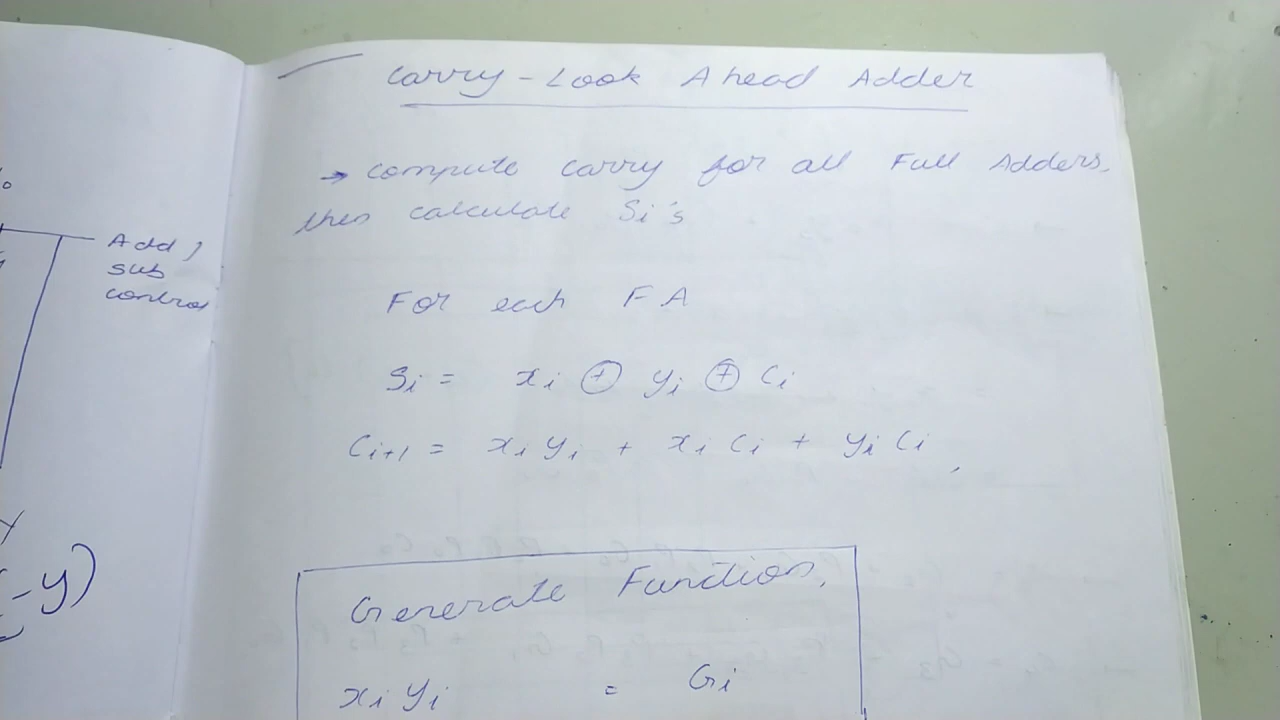 Carry-Look Ahead Adder
→ compute carry for all Full Adders,
then calculate Si's
For each FA
Si = xi ⊕ yi ⊕ Ci
Ci+1 = xi yi + xi Ci + yi Ci
Generate Function,
xi yi = Gi
Add /
sub
control
-y)